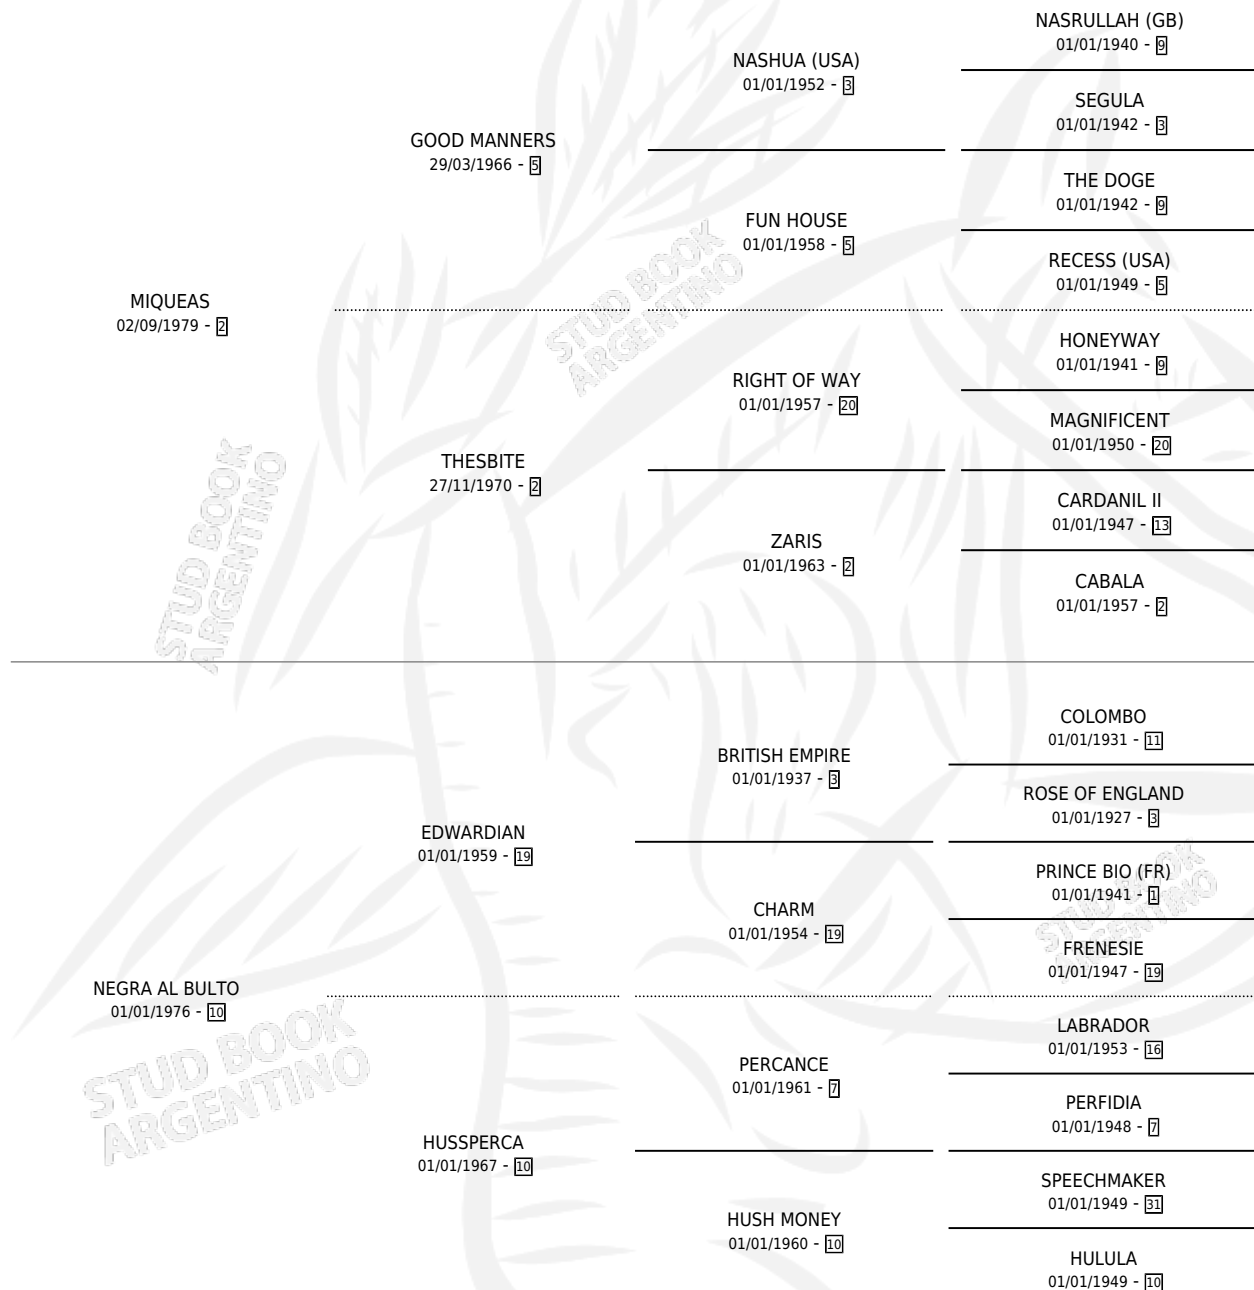 NASRULLAH (GB)
01/01/1940 - 9
NASHUA (USA)
01/01/1952 - 3
SEGULA
01/01/1942 - 3
GOOD MANNERS
29/03/1966 - 5
THE DOGE
01/01/1942 - 9
FUN HOUSE
01/01/1958 - 5
RECESS (USA)
01/01/1949 - 5
MIQUEAS
02/09/1979 - 2
HONEYWAY
01/01/1941 - 9
RIGHT OF WAY
01/01/1957 - 20
MAGNIFICENT
01/01/1950 - 20
THESBITE
27/11/1970 - 2
CARDANIL II
01/01/1947 - 13
ZARIS
01/01/1963 - 2
CABALA
01/01/1957 - 2
COLOMBO
01/01/1931 - 11
BRITISH EMPIRE
01/01/1937 - 3
ROSE OF ENGLAND
01/01/1927 - 3
EDWARDIAN
01/01/1959 - 19
PRINCE BIO (FR)
01/01/1941 - 1
CHARM
01/01/1954 - 19
FRENESIE
01/01/1947 - 19
NEGRA AL BULTO
01/01/1976 - 10
LABRADOR
01/01/1953 - 16
PERCANCE
01/01/1961 - 7
PERFIDIA
01/01/1948 - 7
HUSSPERCA
01/01/1967 - 10
SPEECHMAKER
01/01/1949 - 31
HUSH MONEY
01/01/1960 - 10
HULULA
01/01/1949 - 10
STUD BOOK
ARGENTINO
STUD BOOK
ARGENTINO
STUD BOOK
ARGENTINO
STUD BOOK
ARGENTINO